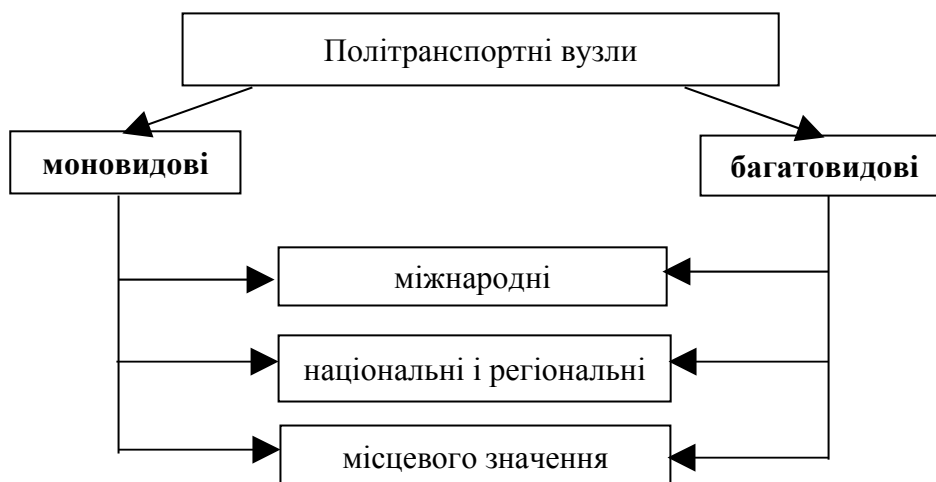 Політранспортні вузли
моновидові
багатовидові
міжнародні
національні і регіональні
місцевого значення